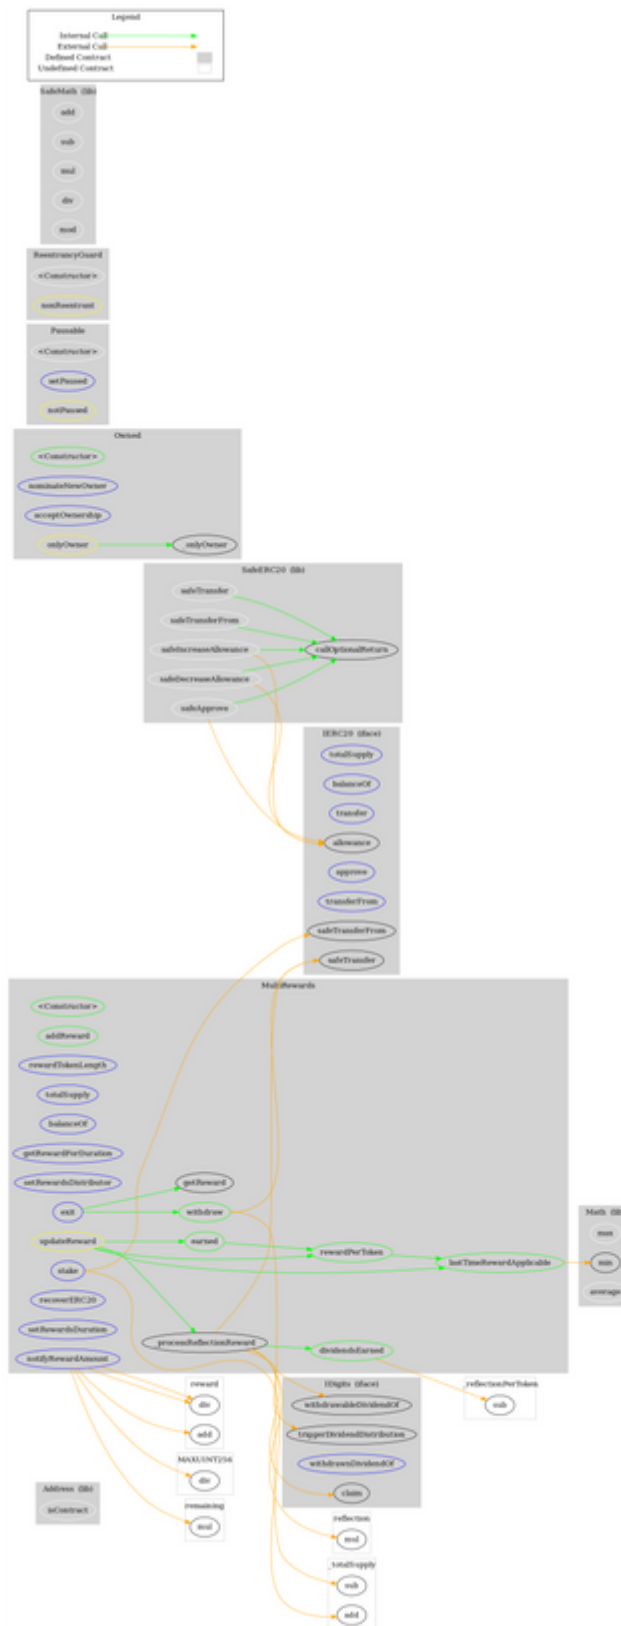 Legend
Internal Call
External Call
Defined Contract
Undefined Contract
SafeMath (lib)
add
sub
mul
div
mod
ReentrancyGuard
<Constructor>
nonReentrant
Pausable
<Constructor>
setPaused
notPaused
Owned
<Constructor>
nominateNewOwner
acceptOwnership
onlyOwner
_onlyOwner
SafeERC20 (lib)
safeTransfer
safeTransferFrom
safeIncreaseAllowance
callOptionalReturn
safeDecreaseAllowance
safeApprove
IERC20 (iface)
totalSupply
balanceOf
transfer
allowance
approve
transferFrom
safeTransferFrom
safeTransfer
MultiRewards
<Constructor>
addReward
rewardTokenLength
totalSupply
balanceOf
getRewardForDuration
setRewardsDistributor
getReward
exit
withdraw
updateReward
earned
rewardPerToken
lastTimeRewardApplicable
stake
recoverERC20
setRewardsDuration
processReflectionReward
dividendsEarned
notifyRewardAmount
Math (lib
max
min
average
reward
div
add
MAXUINT256
div
remaining
mul
Address (lib)
isContract
IDigits (iface)
withdrawableDividendOf
triggerDividendDistribution
withdrawnDividendOf
claim
_reflectionPerToken
sub
reflection
mul
_totalSupply
sub
add